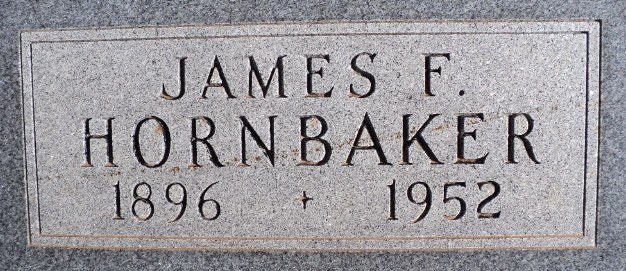 JAMES F.
HORNBAKER
1896 + 1952